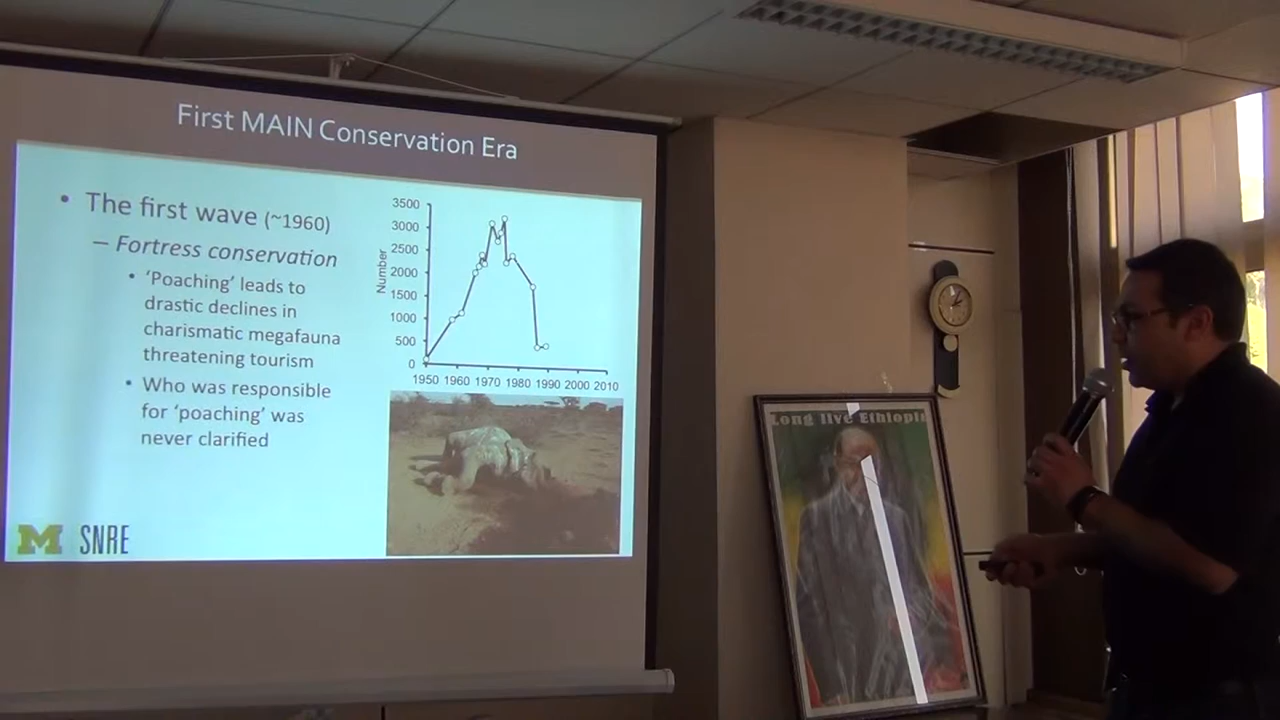 First MAIN Conservation Era
• The first wave (~1960)
– Fortress conservation
• ‘Poaching’ leads to
drastic declines in
charismatic megafauna
threatening tourism
• Who was responsible
for ‘poaching’ was
never clarified
Number
3500
3000
2500
2000
1500
1000
500
0
1950 1960 1970 1980 1990 2000 2010
M SNRE
Long live Ethiopia